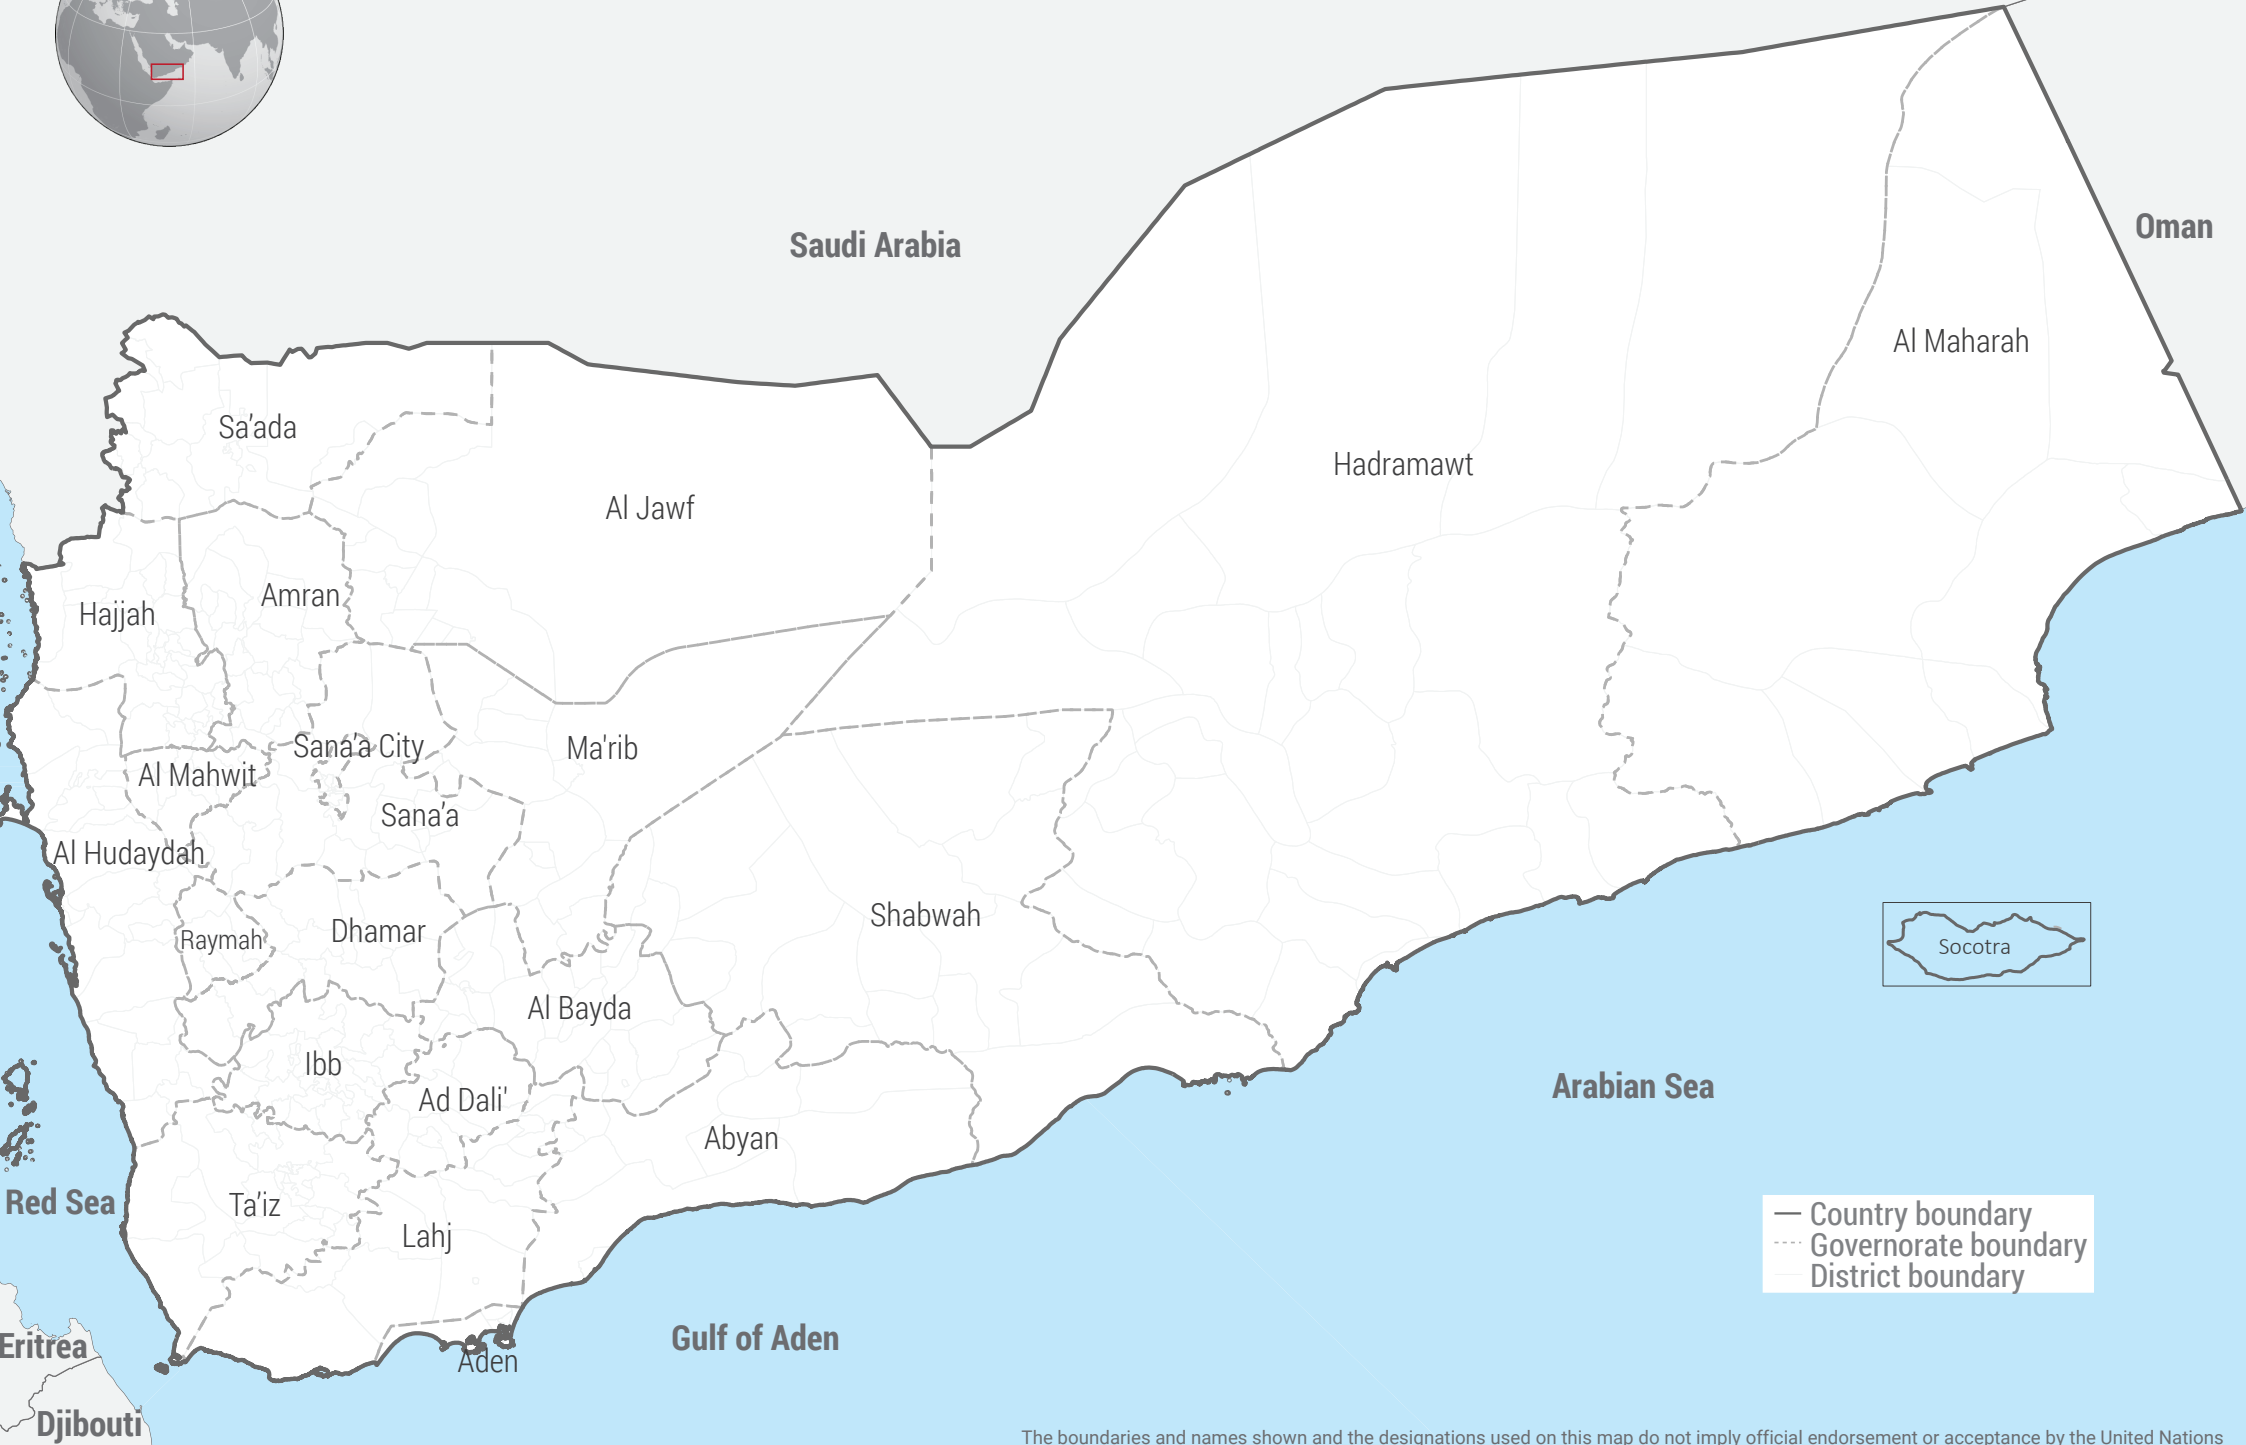 Saudi Arabia
Oman
Al Maharah
Sa'ada
Hadramawt
Al Jawf
Amran
Hajjah
Sana'a City
Ma'rib
Al Mahwit
Sana'a
Al Hudaydah
Shabwah
Dhamar
Raymah
Socotra
Al Bayda
Ibb
Ad Dali'
Arabian Sea
Abyan
Red Sea
Ta'iz
Lahj
Country boundary
Governorate boundary
District boundary
Gulf of Aden
Eritrea
Aden
Djibouti
The boundaries and names shown and the designations used on this map do not imply official endorsement or acceptance by the United Nations